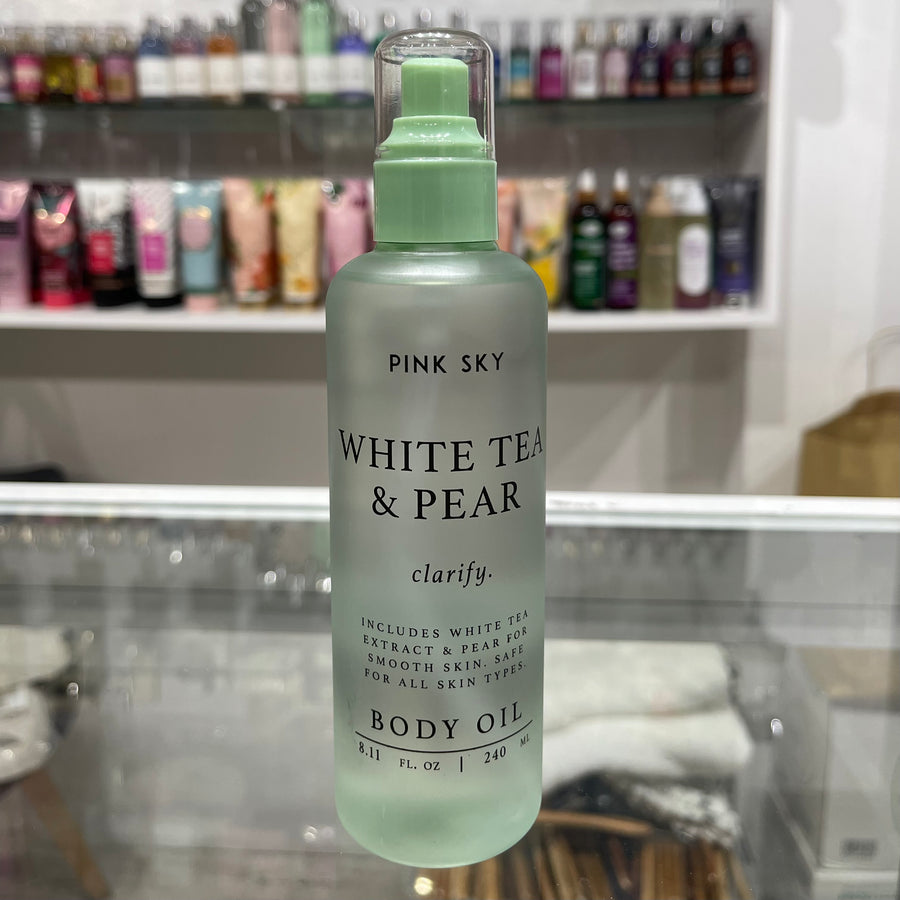 PINK SKY
WHITE TEA
& PEAR
clarify.
INCLUDES WHITE TEA
EXTRACT & PEAR FOR
SMOOTH SKIN. SAFE
FOR ALL SKIN TYPES.
BODY OIL
8.11 FL. OZ | 240 ML